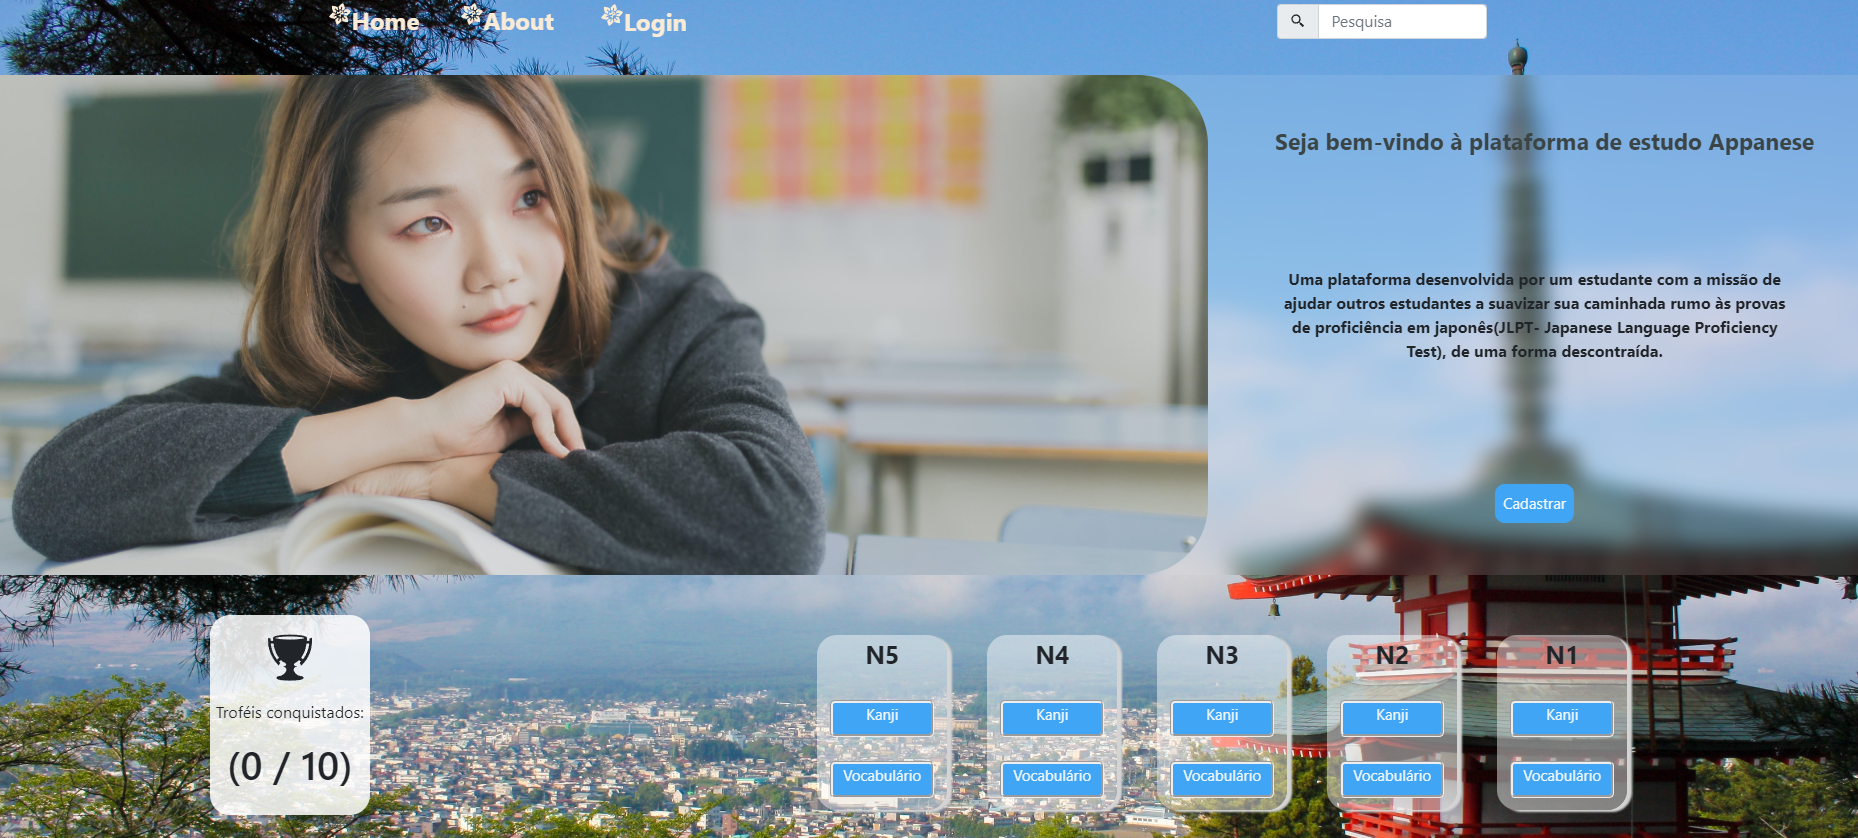 Home About Login Pesquisa
Seja bem-vindo à plataforma de estudo Appanese
Uma plataforma desenvolvida por um estudante com a missão de
ajudar outros estudantes a suavizar sua caminhada rumo às provas
de proficiência em japonês(JLPT- Japanese Language Proficiency
Test), de uma forma descontraída.
Cadastrar
Troféis conquistados:
(0 / 10)
N5 N4 N3 N2 N1
Kanji Kanji Kanji Kanji Kanji
Vocabulário Vocabulário Vocabulário Vocabulário Vocabulário